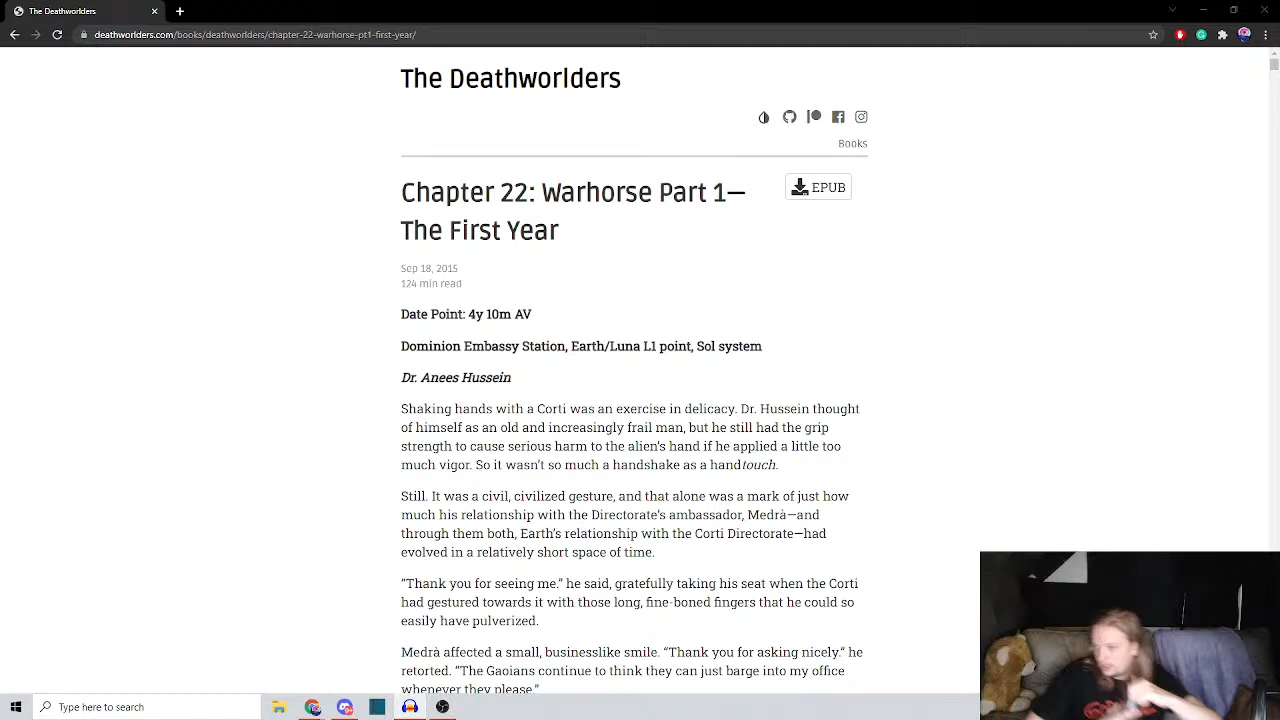 The Deathworlders
deathworlders.com/books/deathworlders/chapter-22-warhorse-pt1-first-year/
The Deathworlders
Books
Chapter 22: Warhorse Part 1—
The First Year
EPUB
Sep 18, 2015
124 min read
Date Point: 4y 10m AV
Dominion Embassy Station, Earth/Luna L1 point, Sol system
Dr. Anees Hussein
Shaking hands with a Corti was an exercise in delicacy. Dr. Hussein thought
of himself as an old and increasingly frail man, but he still had the grip
strength to cause serious harm to the alien's hand if he applied a little too
much vigor. So it wasn't so much a handshake as a handtouch.
Still. It was a civil, civilized gesture, and that alone was a mark of just how
much his relationship with the Directorate's ambassador, Medrà—and
through them both, Earth's relationship with the Corti Directorate—had
evolved in a relatively short space of time.
"Thank you for seeing me." he said, gratefully taking his seat when the Corti
had gestured towards it with those long, fine-boned fingers that he could so
easily have pulverized.
Medrà affected a small, businesslike smile. "Thank you for asking nicely." he
retorted. "The Gaoians continue to think they can just barge into my office
whenever they please"
Type here to search